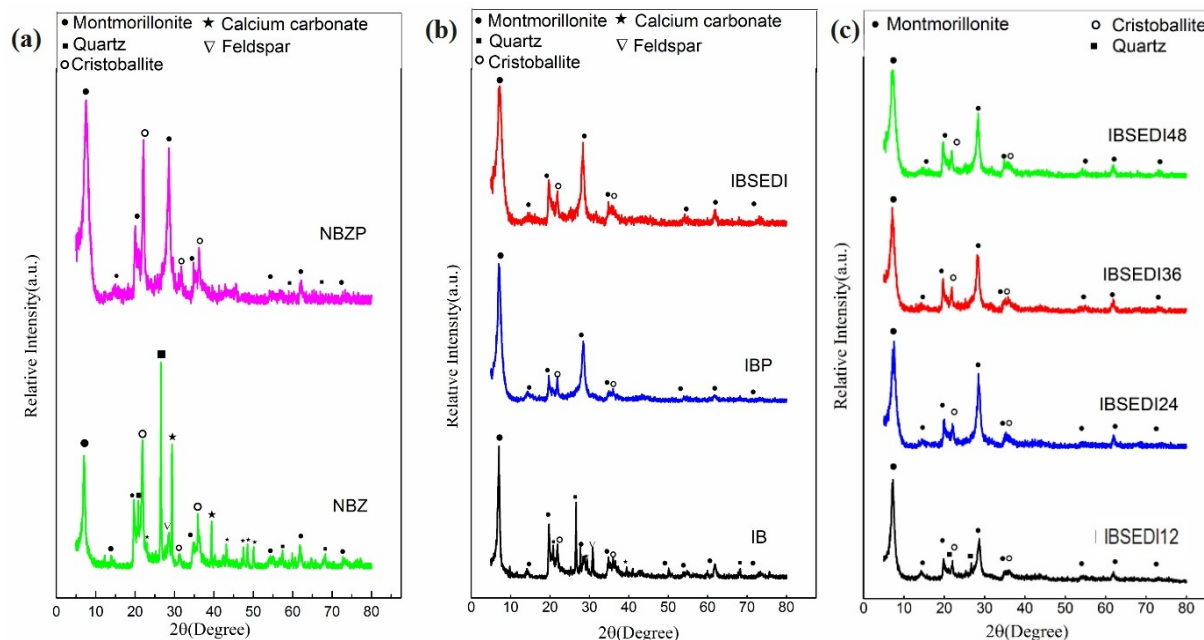 (a)
● Montmorillonite ★ Calcium carbonate
■ Quartz ▽ Feldspar
○ Cristoballite
NBZP
NBZ
Relative Intensity(a.u.)
0 10 20 30 40 50 60 70 80
2θ(Degree)
(b)
● Montmorillonite ★ Calcium carbonate
■ Quartz ▽ Feldspar
○ Cristoballite
IBSEDI
IBP
IB
Relative Intensity(a.u.)
0 10 20 30 40 50 60 70 80
2θ(Degree)
(c)
● Montmorillonite ○ Cristoballite
■ Quartz
IBSEDI48
IBSEDI36
IBSEDI24
IBSEDI12
Relative Intensity(a.u.)
0 10 20 30 40 50 60 70 80
2θ(Degree)